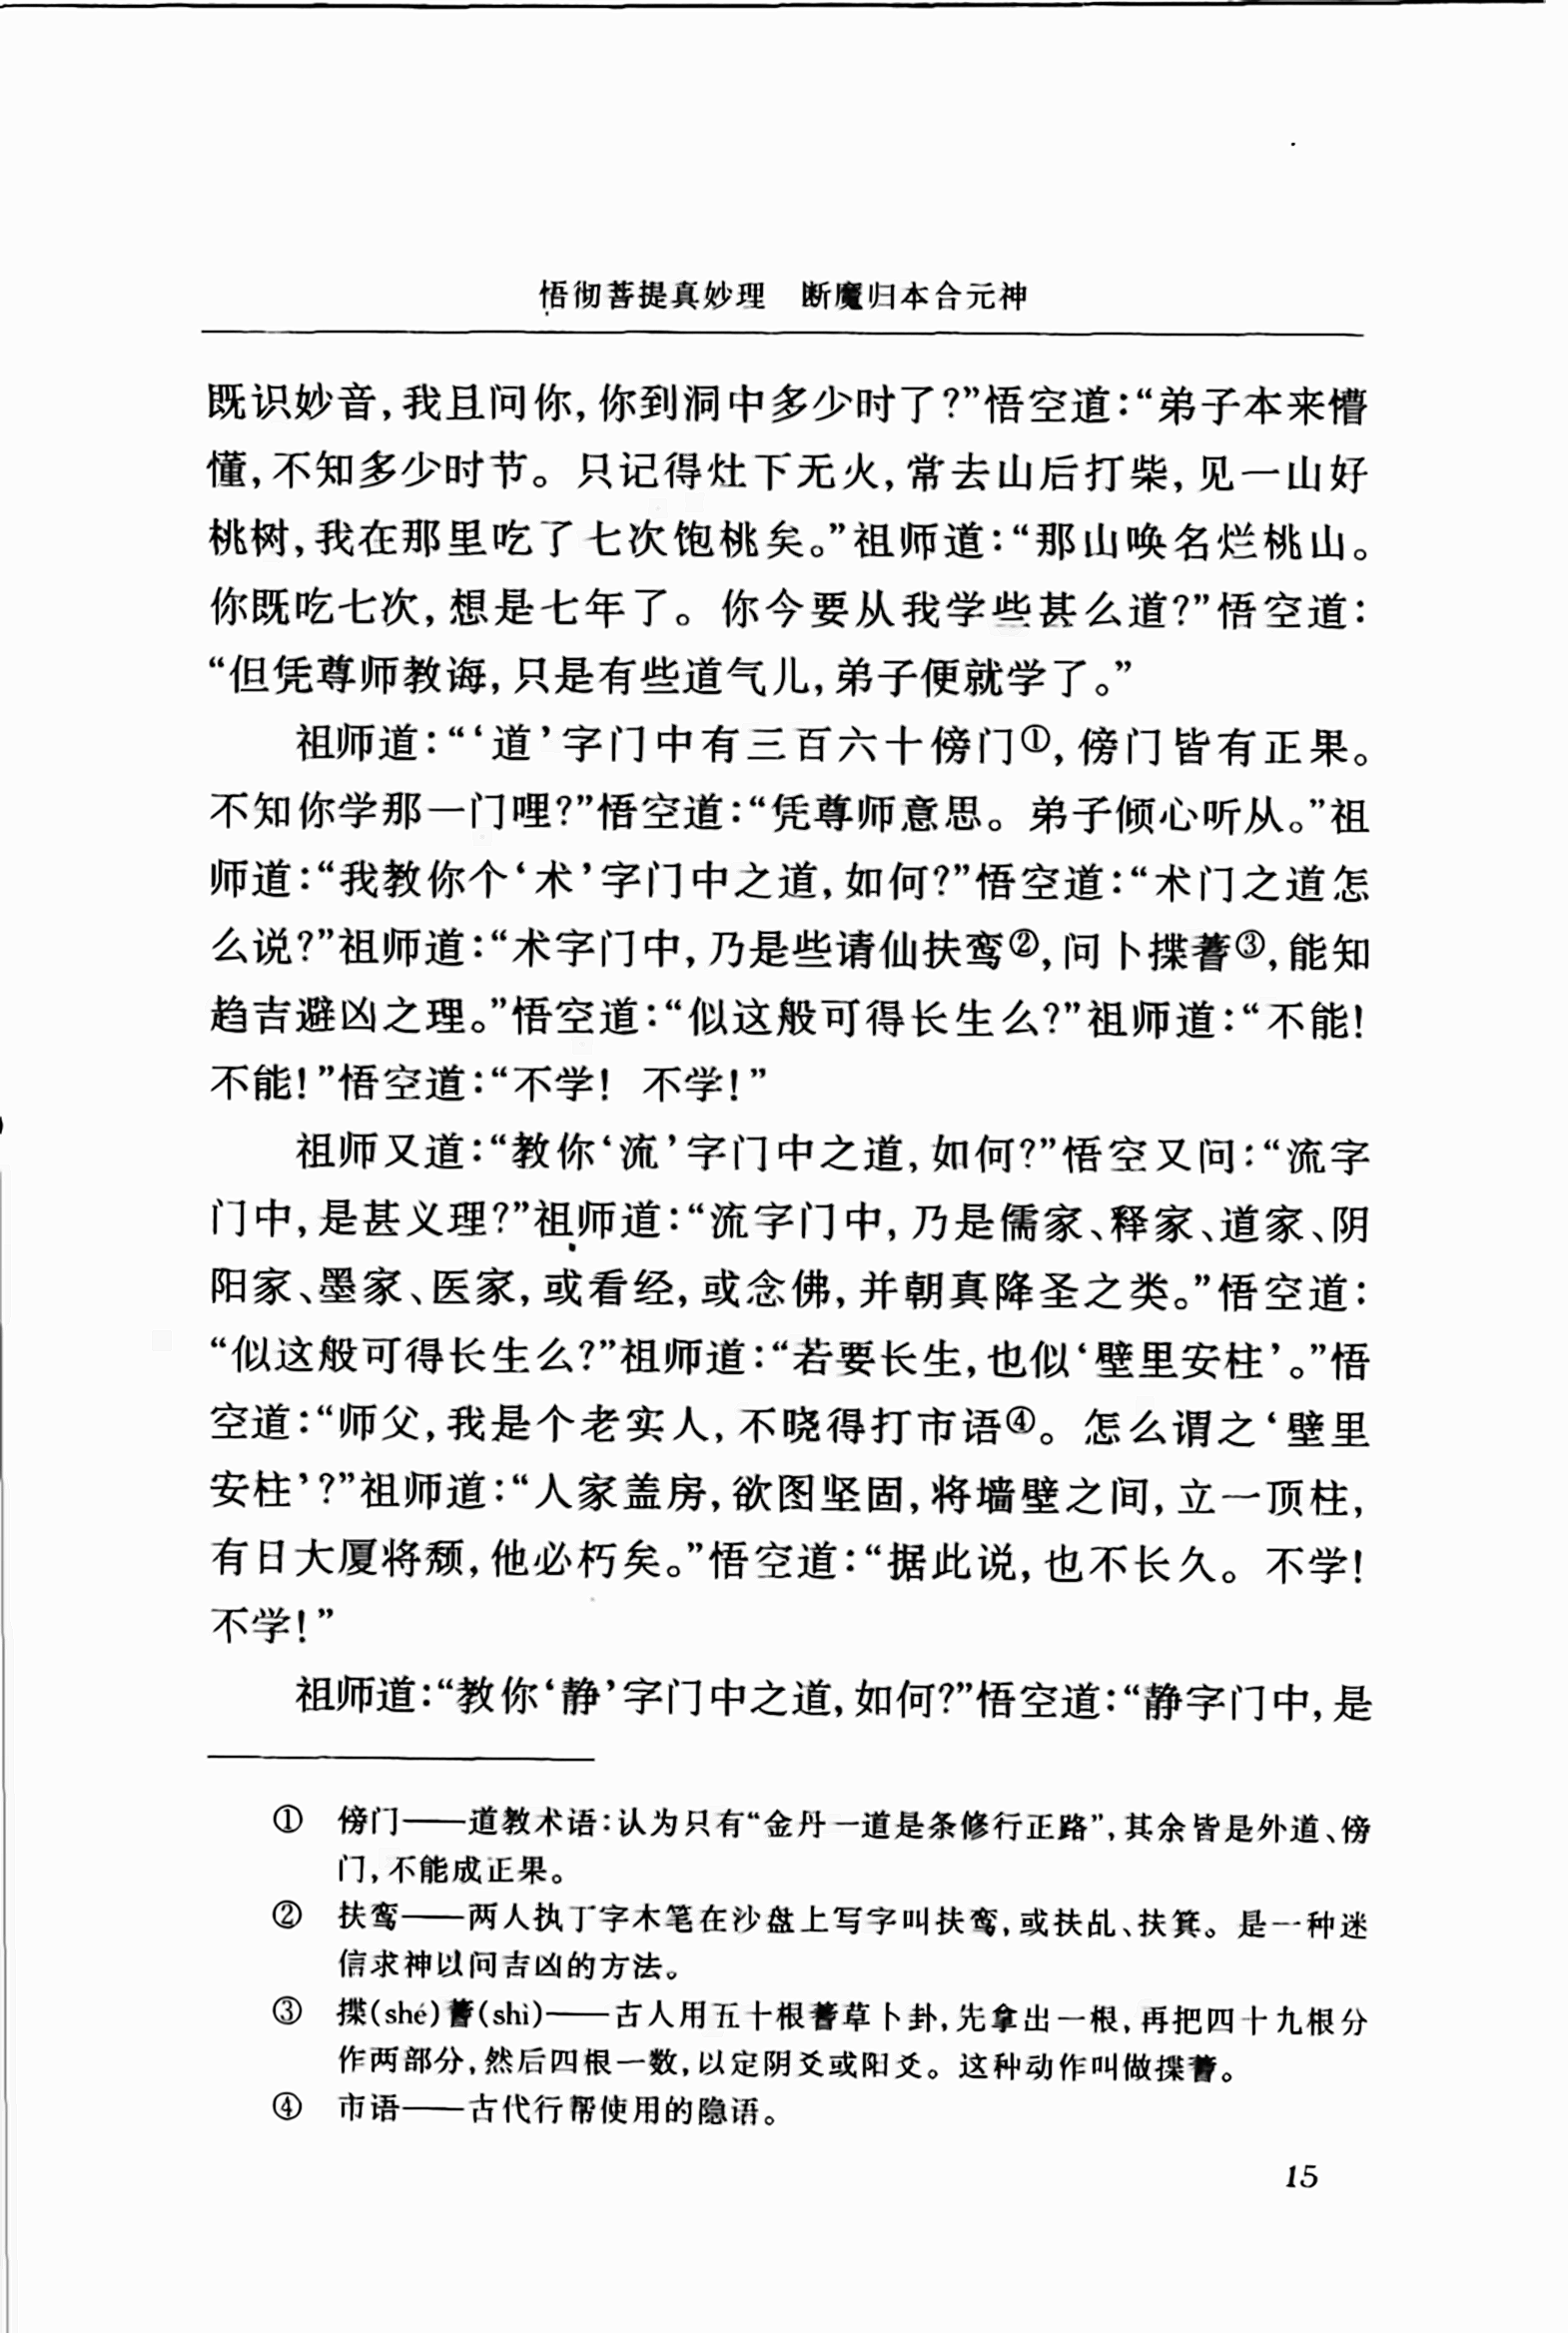 悟彻菩提真妙理　断魔归本合元神
既识妙音,我且问你,你到洞中多少时了?”悟空道:“弟子本来懵
懂,不知多少时节。只记得灶下无火,常去山后打柴,见一山好
桃树,我在那里吃了七次饱桃矣。”祖师道:“那山唤名烂桃山。
你既吃七次,想是七年了。你今要从我学些甚么道?”悟空道:
“但凭尊师教诲,只是有些道气儿,弟子便就学了。”
祖师道:“‘道’字门中有三百六十傍门①,傍门皆有正果。
不知你学那一门哩?”悟空道:“凭尊师意思。弟子倾心听从。”祖
师道:“我教你个‘术’字门中之道,如何?”悟空道:“术门之道怎
么说?”祖师道:“术字门中,乃是些请仙扶鸾②,问卜揲蓍③,能知
趋吉避凶之理。”悟空道:“似这般可得长生么?”祖师道:“不能!
不能!”悟空道:“不学! 不学!”
祖师又道:“教你‘流’字门中之道,如何?”悟空又问:“流字
门中,是甚义理?”祖师道:“流字门中,乃是儒家、释家、道家、阴
阳家、墨家、医家,或看经,或念佛,并朝真降圣之类。”悟空道:
“似这般可得长生么?”祖师道:“若要长生,也似‘壁里安柱’。”悟
空道:“师父,我是个老实人,不晓得打市语④。怎么谓之‘壁里
安柱’?”祖师道:“人家盖房,欲图坚固,将墙壁之间,立一顶柱,
有日大厦将颓,他必朽矣。”悟空道:“据此说,也不长久。不学!
不学!”
祖师道:“教你‘静’字门中之道,如何?”悟空道:“静字门中,是
① 傍门——道教术语:认为只有“金丹一道是条修行正路”,其余皆是外道、傍
门,不能成正果。
② 扶鸾——两人执丁字木笔在沙盘上写字叫扶鸾,或扶乩、扶箕。是一种迷
信求神以问吉凶的方法。
③ 揲(shé)蓍(shì)——古人用五十根蓍草卜卦,先拿出一根,再把四十九根分
作两部分,然后四根一数,以定阴爻或阳爻。这种动作叫做揲蓍。
④ 市语——古代行帮使用的隐语。
15